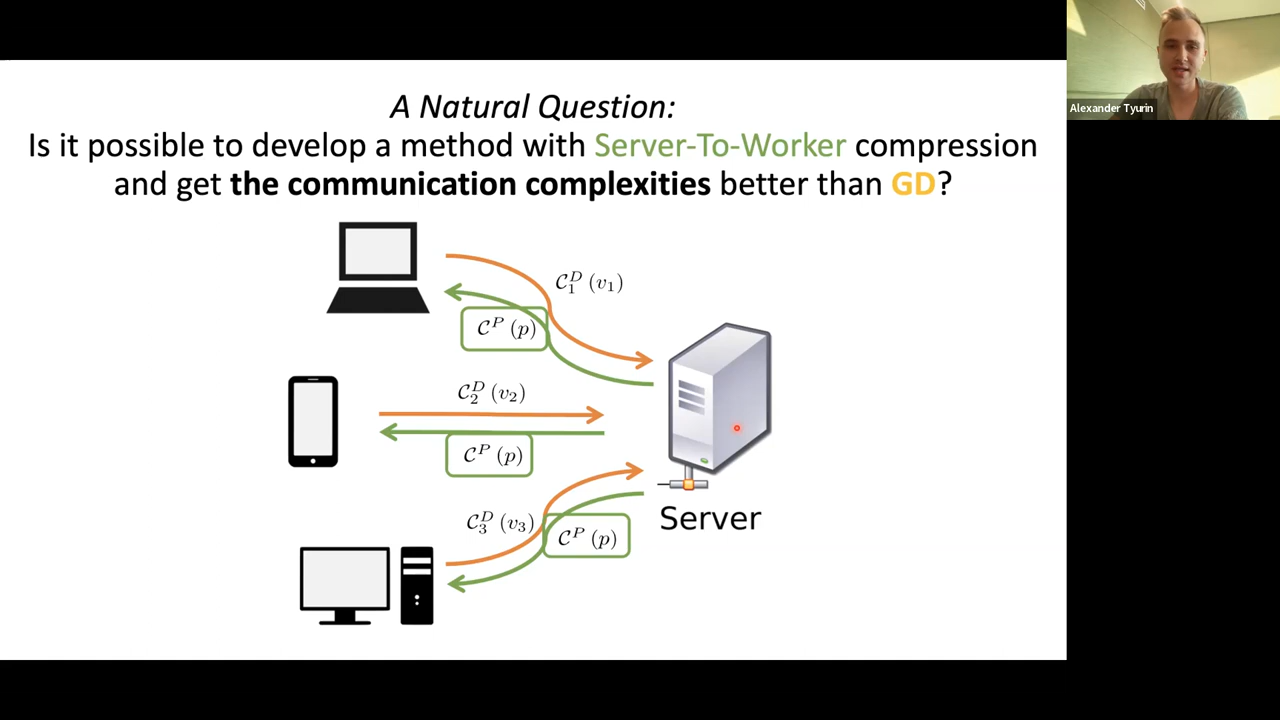 A Natural Question:
Is it possible to develop a method with Server-To-Worker compression
and get the communication complexities better than GD?
Alexander Tyurin
𝒞₁ᴰ (v₁)
𝒞ᴾ (p)
𝒞₂ᴰ (v₂)
𝒞ᴾ (p)
𝒞₃ᴰ (v₃)
𝒞ᴾ (p)
Server